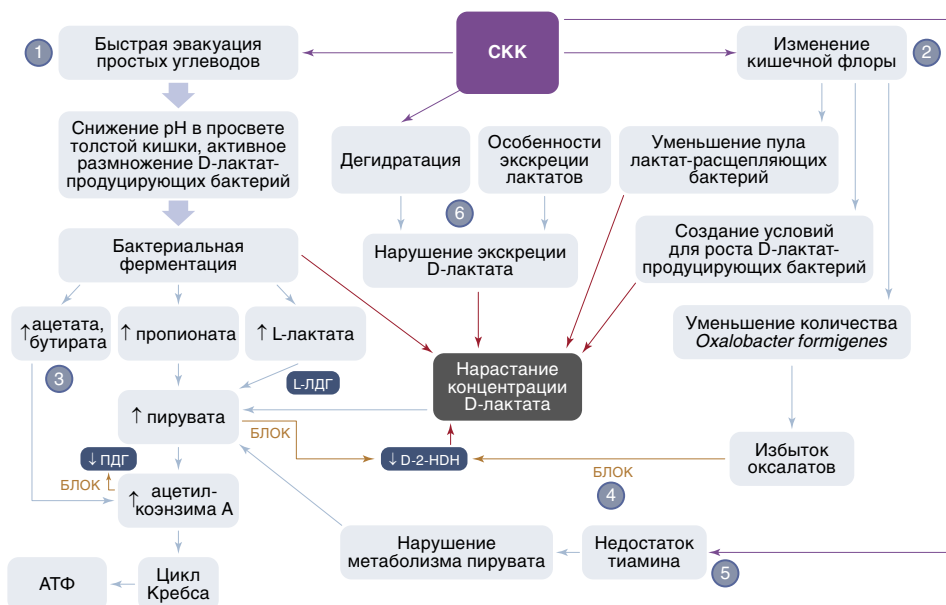 1
Быстрая эвакуация
простых углеводов
СКК
Изменение
кишечной флоры
2
Снижение pH в просвете
толстой кишки, активное
размножение D-лактат-
продуцирующих бактерий
Дегидратация
Особенности
экскреции
лактатов
Уменьшение пула
лактат-расщепляющих
бактерий
6
Бактериальная
ферментация
Нарушение экскреции
D-лактата
Создание условий
для роста D-лактат-
продуцирующих бактерий
↑ ацетата,
бутирата
↑ пропионата
↑ L-лактата
Уменьшение количества
Oxalobacter formigenes
3
L-ЛДГ
Нарастание
концентрации
D-лактата
↑ пирувата
БЛОК
↓ D-2-HDH
БЛОК
4
Избыток
оксалатов
↓ ПДГ
БЛОК
↑ ацетил-
коэнзима А
Нарушение
метаболизма пирувата
Недостаток
тиамина
5
АТФ
Цикл
Кребса